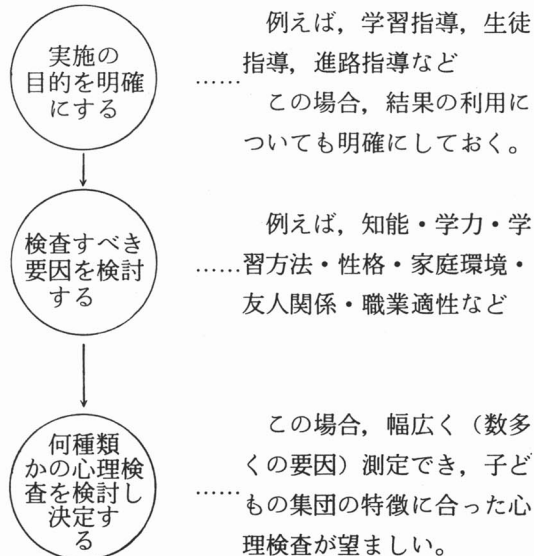 実施の
目的を明確
にする
……
例えば，学習指導，生徒
指導，進路指導など
この場合，結果の利用に
ついても明確にしておく。
検査すべき
要因を検討
する
……
例えば，知能・学力・学
習方法・性格・家庭環境・
友人関係・職業適性など
何種類
かの心理検
査を検討し
決定す
る
……
この場合，幅広く（数多
くの要因）測定でき，子ど
もの集団の特徴に合った心
理検査が望ましい。